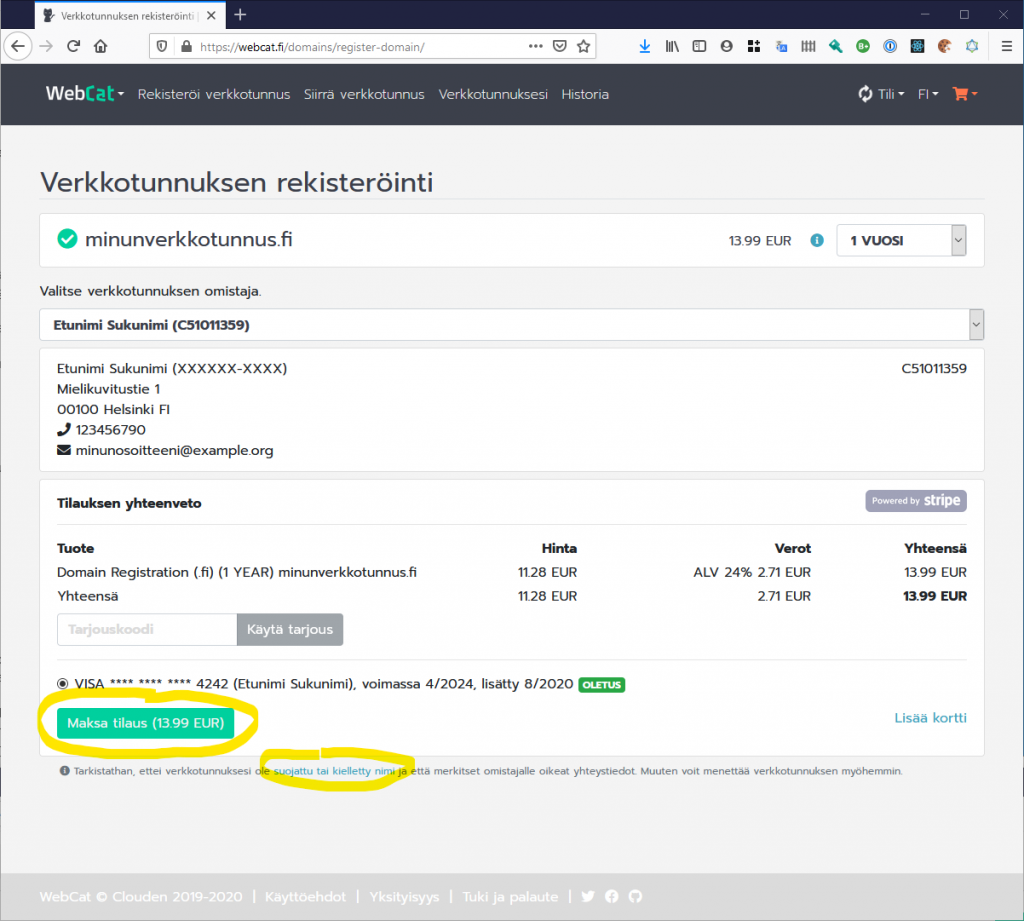 Verkkotunnuksen rekisteröinti |
https://webcat.fi/domains/register-domain/
WebCat Rekisteröi verkkotunnus Siirrä verkkotunnus Verkkotunnuksesi Historia Tili FI
Verkkotunnuksen rekisteröinti
minunverkkotunnus.fi 13.99 EUR 1 VUOSI
Valitse verkkotunnuksen omistaja.
Etunimi Sukunimi (C51011359)
Etunimi Sukunimi (XXXXXX-XXXX) C51011359
Mielikuvitustie 1
00100 Helsinki FI
123456790
minunosoitteeni@example.org
Tilauksen yhteenveto Powered by stripe
Tuote Hinta Verot Yhteensä
Domain Registration (.fi) (1 YEAR) minunverkkotunnus.fi 11.28 EUR ALV 24% 2.71 EUR 13.99 EUR
Yhteensä 11.28 EUR 2.71 EUR 13.99 EUR
Tarjouskoodi Käytä tarjous
VISA **** **** **** 4242 (Etunimi Sukunimi), voimassa 4/2024, lisätty 8/2020 OLETUS
Maksa tilaus (13.99 EUR) Lisää kortti
Tarkistathan, ettei verkkotunnuksesi ole suojattu tai kielletty nimi ja että merkitset omistajalle oikeat yhteystiedot. Muuten voit menettää verkkotunnuksen myöhemmin.
WebCat © Clouden 2019-2020 | Käyttöehdot | Yksityisyys | Tuki ja palaute |